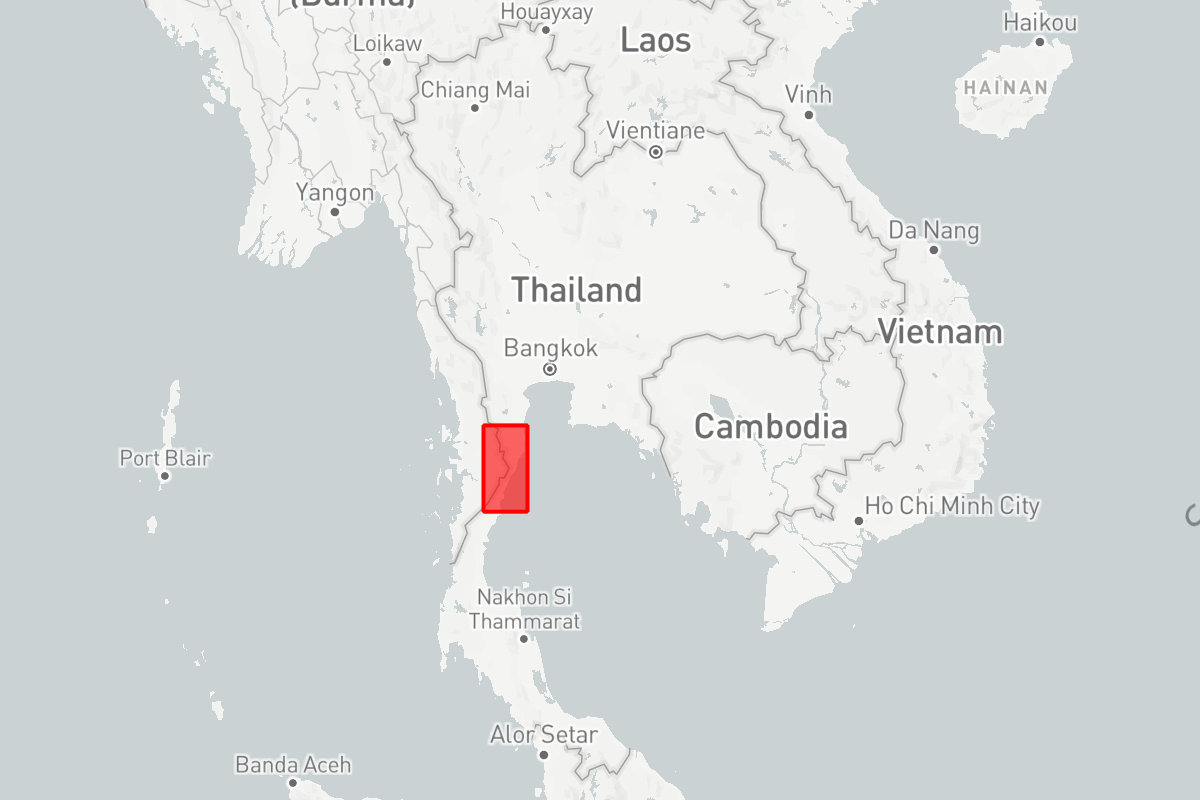 (Burma)
Houayxay
Haikou
Loikaw
Laos
Chiang Mai
HAINAN
Vinh
Vientiane
Yangon
Da Nang
Thailand
Vietnam
Bangkok
Cambodia
Port Blair
Ho Chi Minh City
Nakhon Si
Thammarat
Alor Setar
Banda Aceh